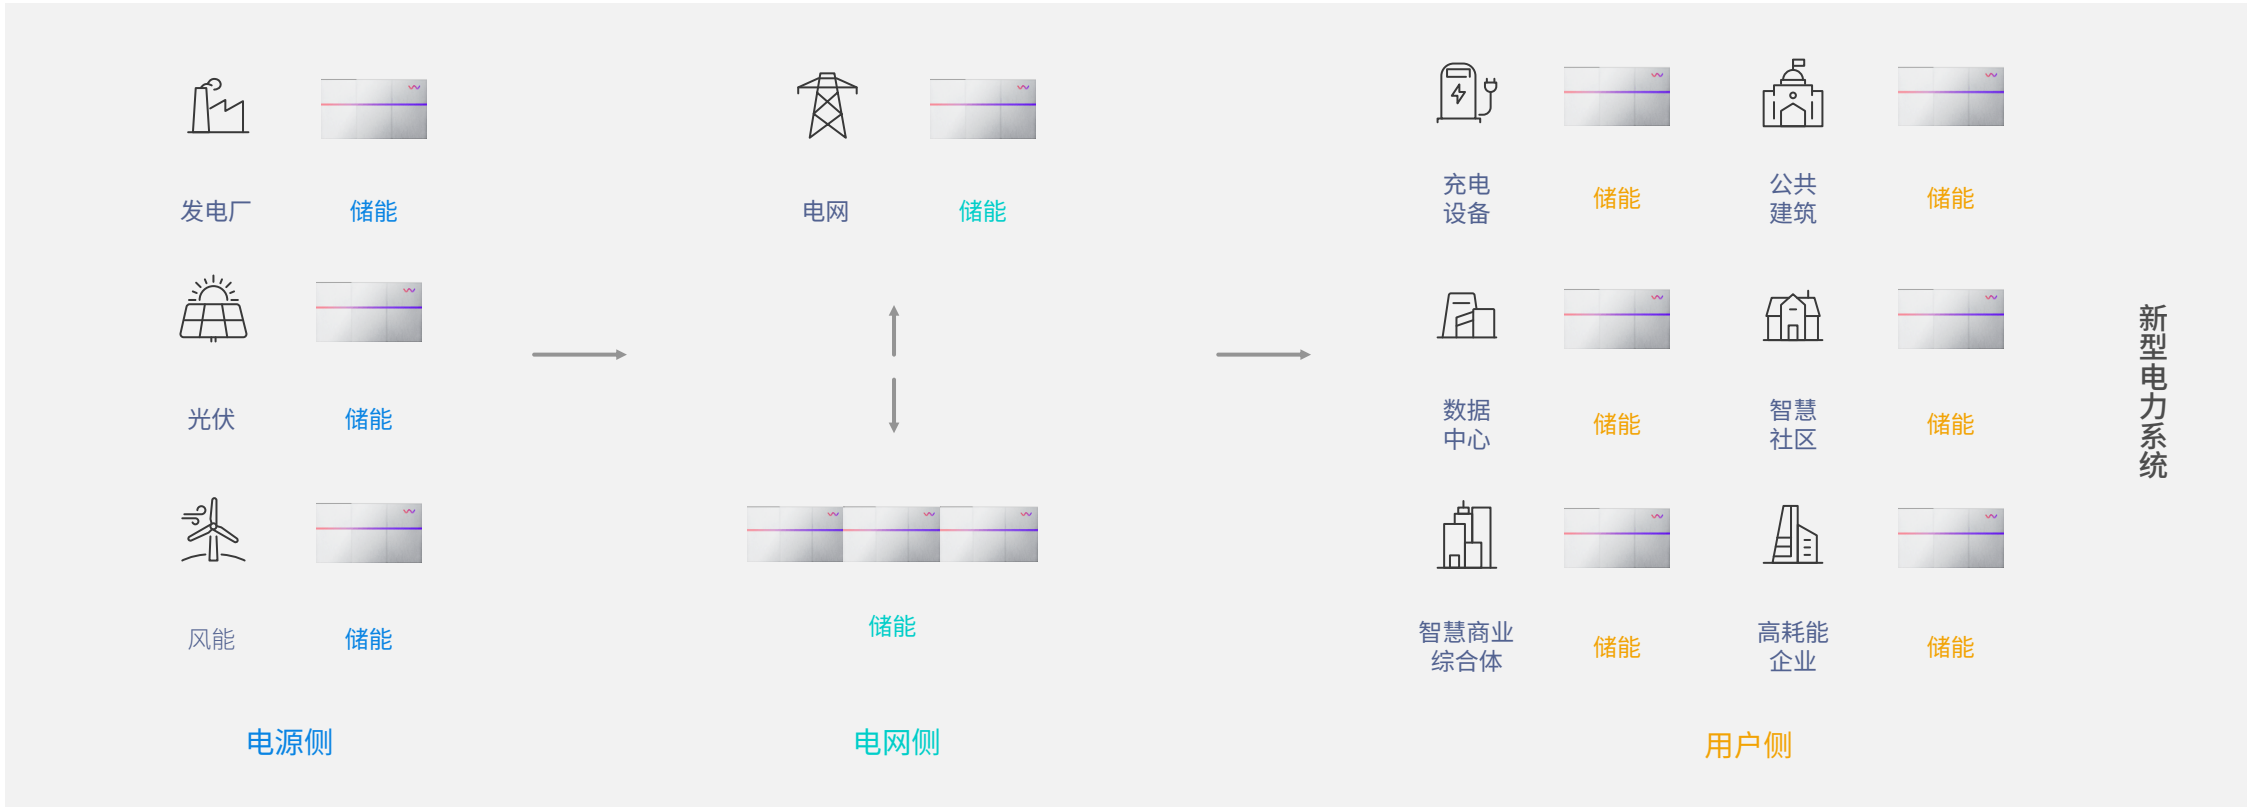 发电厂
储能
光伏
储能
风能
储能
电源侧
电网
储能
储能
电网侧
充电
设备
储能
公共
建筑
储能
数据
中心
储能
智慧
社区
储能
智慧商业
综合体
储能
高耗能
企业
储能
用户侧
新型电力系统